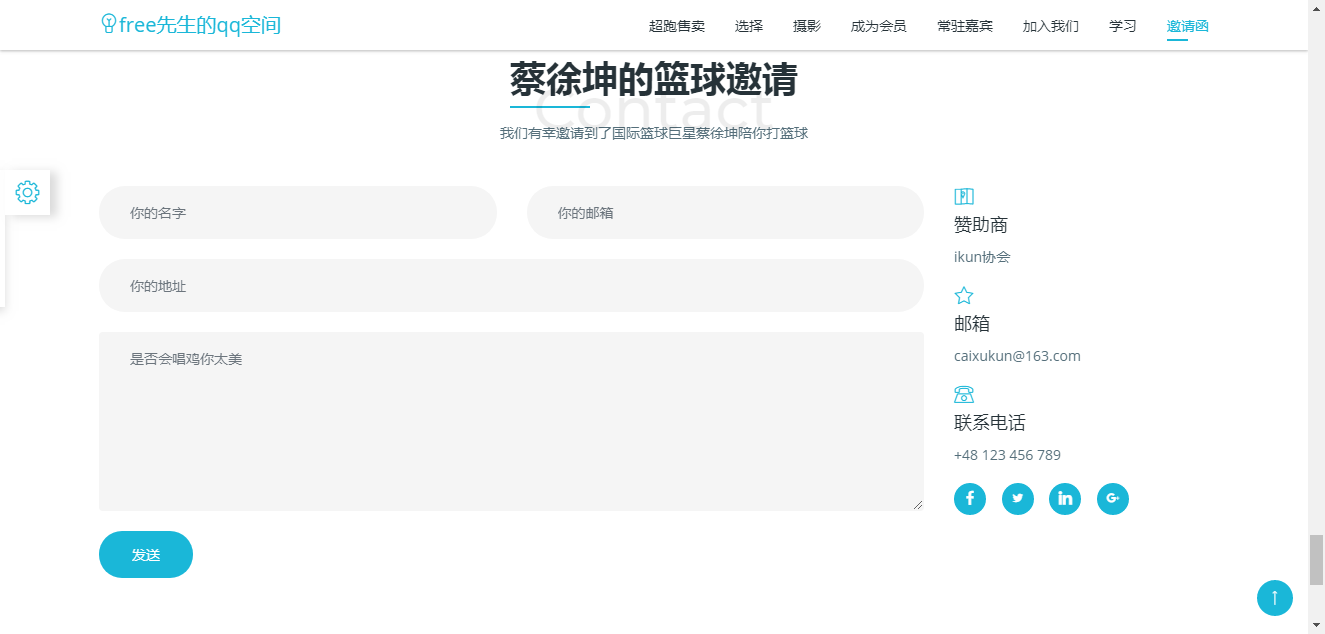 free先生的qq空间
超跑售卖 选择 摄影 成为会员 常驻嘉宾 加入我们 学习 邀请函
Contact
蔡徐坤的篮球邀请
我们有幸邀请到了国际篮球巨星蔡徐坤陪你打篮球
你的名字
你的邮箱
你的地址
是否会唱鸡你太美
发送
赞助商
ikun协会
邮箱
caixukun@163.com
联系电话
+48 123 456 789